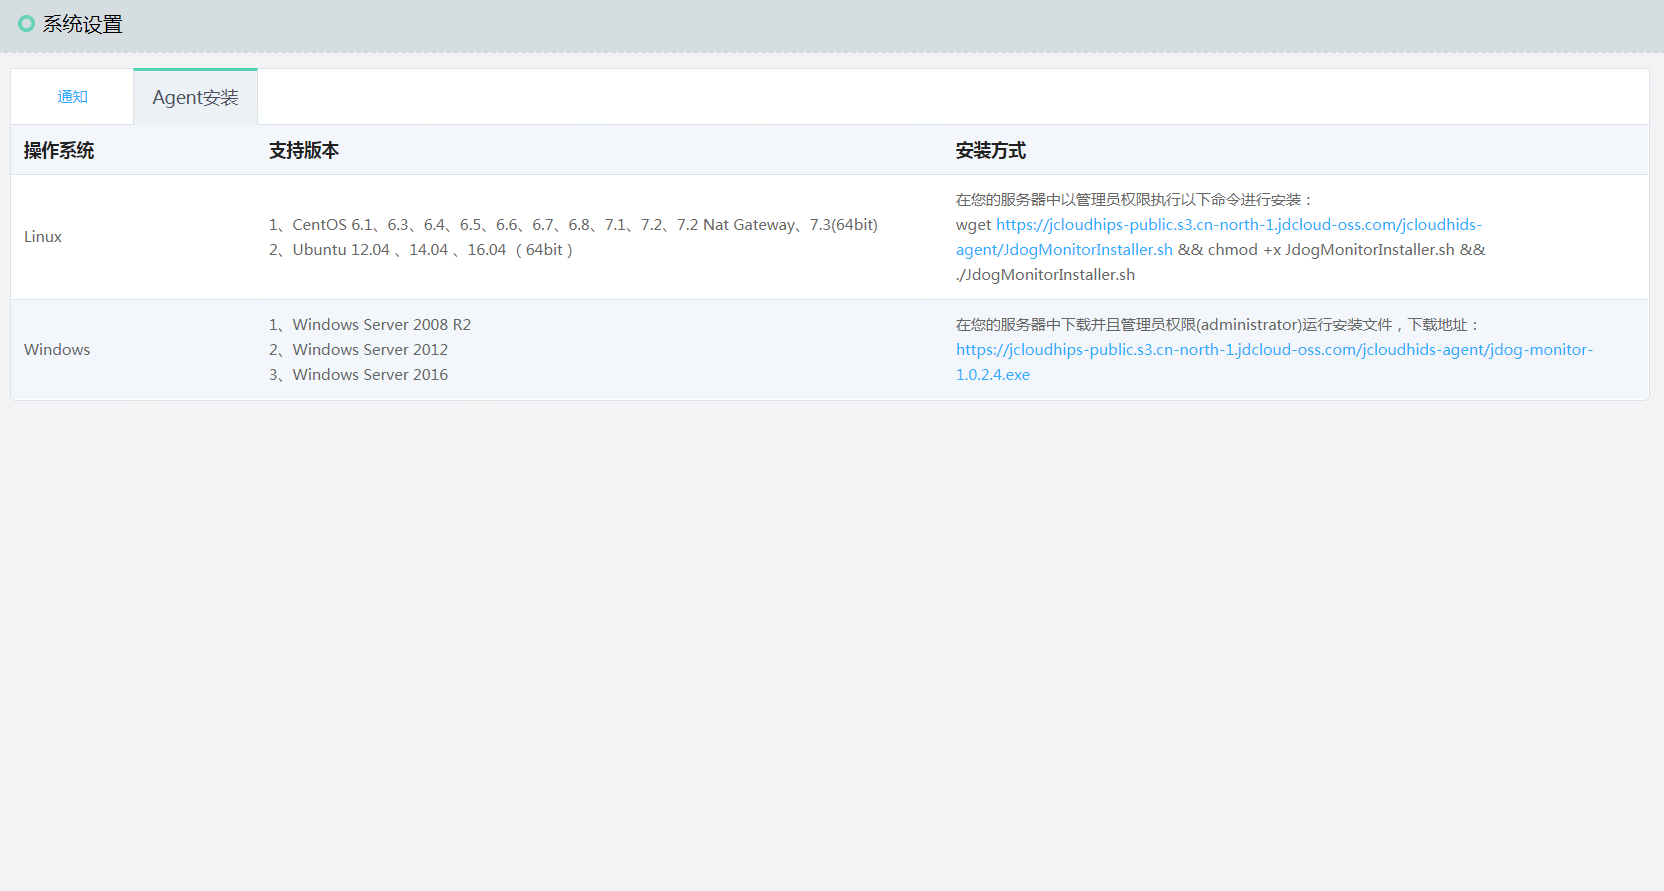 系统设置
通知
Agent安装
操作系统
支持版本
安装方式
Linux
1、CentOS 6.1、6.3、6.4、6.5、6.6、6.7、6.8、7.1、7.2、7.2 Nat Gateway、7.3(64bit)
2、Ubuntu 12.04 、14.04 、16.04（64bit）
在您的服务器中以管理员权限执行以下命令进行安装：
wget https://jcloudhips-public.s3.cn-north-1.jdcloud-oss.com/jcloudhids-
agent/JdogMonitorInstaller.sh && chmod +x JdogMonitorInstaller.sh &&
./JdogMonitorInstaller.sh
Windows
1、Windows Server 2008 R2
2、Windows Server 2012
3、Windows Server 2016
在您的服务器中下载并且管理员权限(administrator)运行安装文件，下载地址：
https://jcloudhips-public.s3.cn-north-1.jdcloud-oss.com/jcloudhids-agent/jdog-monitor-
1.0.2.4.exe